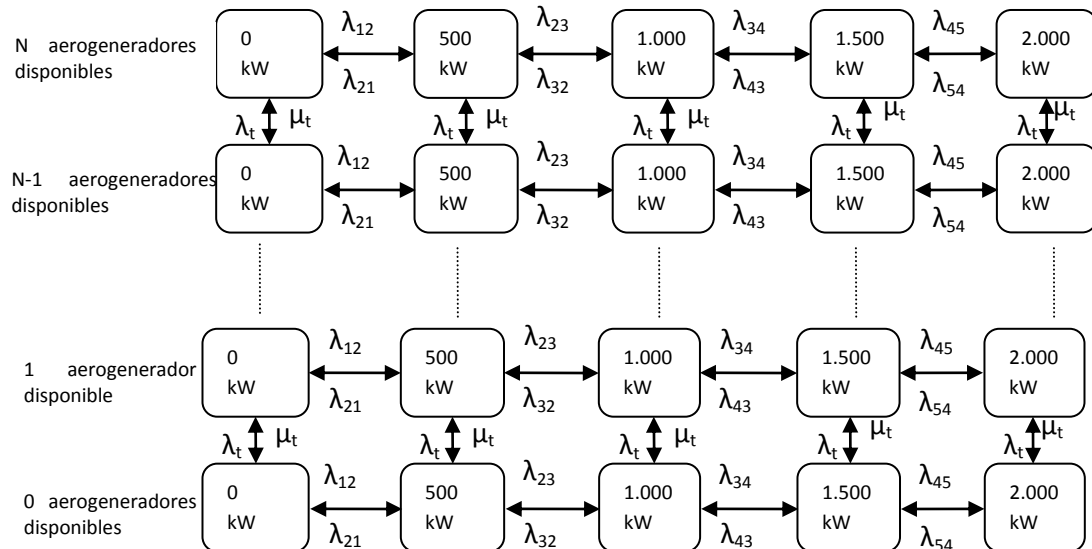 λ12 λ23 λ34 λ45
N aerogeneradores 0 500 1.000 1.500 2.000
disponibles kW kW kW kW kW
λ21 λ32 λ43 λ54
λt μt λt μt λt μt λt μt λt μt
λ12 λ23 λ34 λ45
N-1 aerogeneradores 0 500 1.000 1.500 2.000
disponibles kW kW kW kW kW
λ21 λ32 λ43 λ54
λ12 λ23 λ34 λ45
1 aerogenerador 0 500 1.000 1.500 2.000
disponible kW kW kW kW kW
λ21 λ32 λ43 λ54
λt μt λt μt λt μt λt μt λt μt
λ12 λ23 λ34 λ45
0 aerogeneradores 0 500 1.000 1.500 2.000
disponibles kW kW kW kW kW
λ21 λ32 λ43 λ54